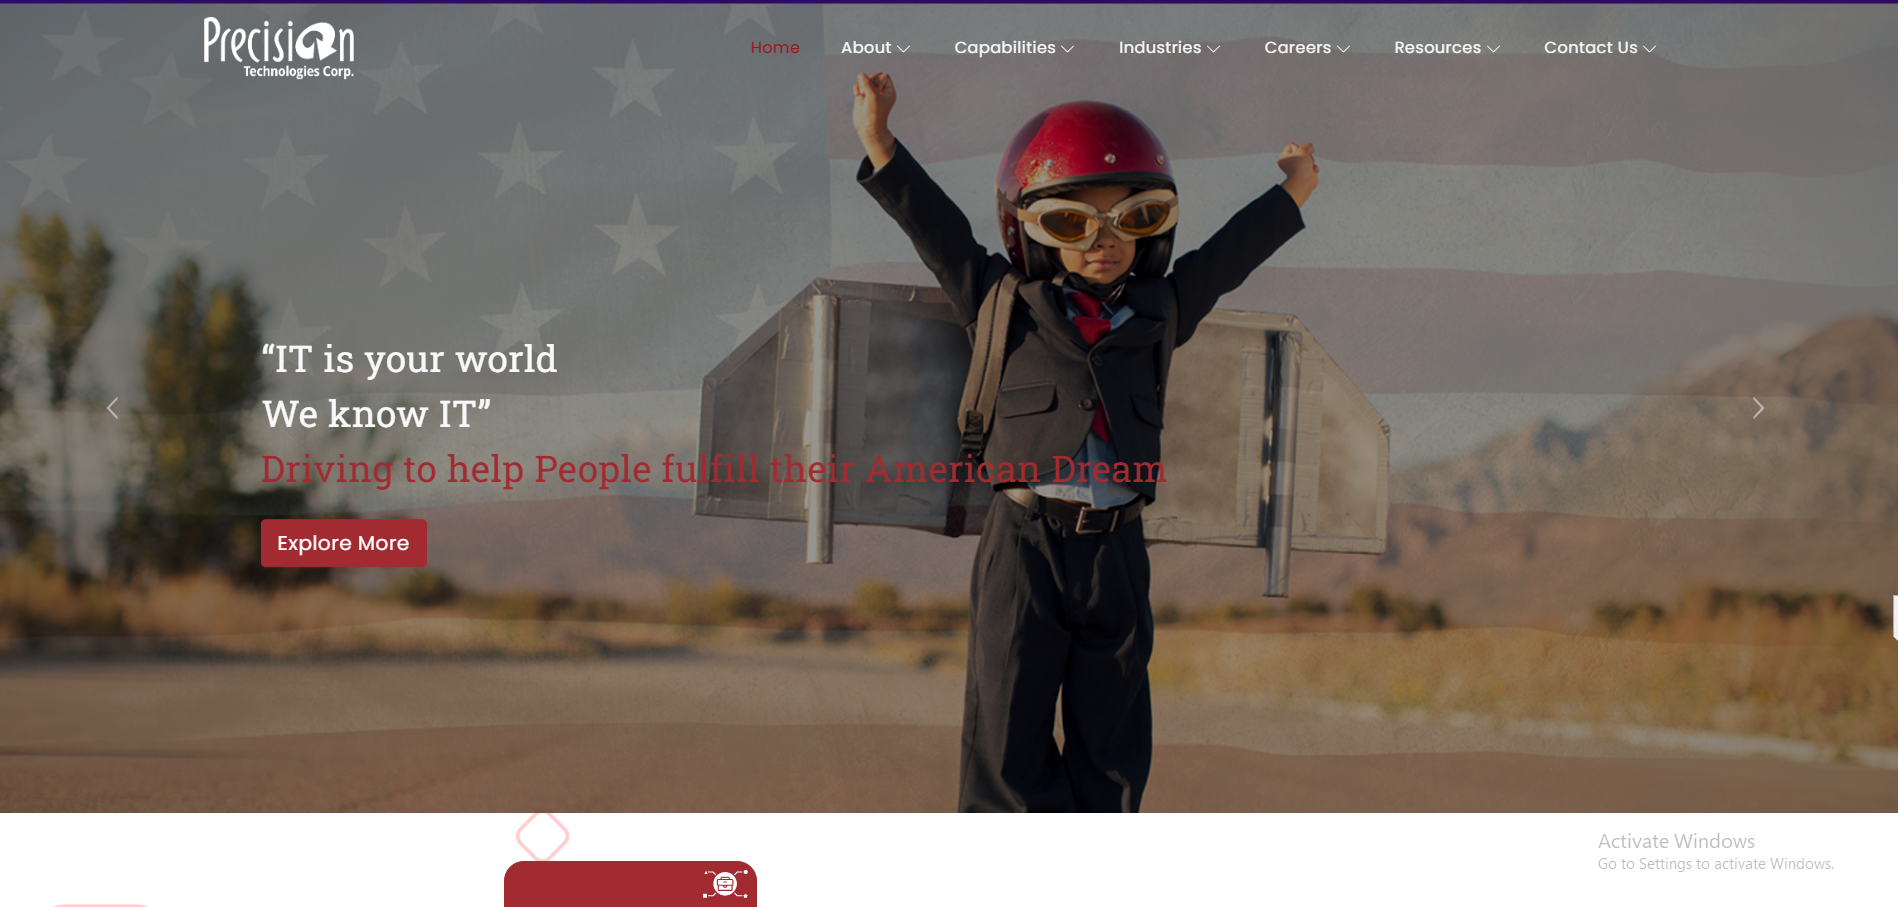 Precision
Technologies Corp.
Home About Capabilities Industries Careers Resources Contact Us
“IT is your world
We know IT”
Driving to help People fulfill their American Dream
Explore More
Activate Windows
Go to Settings to activate Windows.